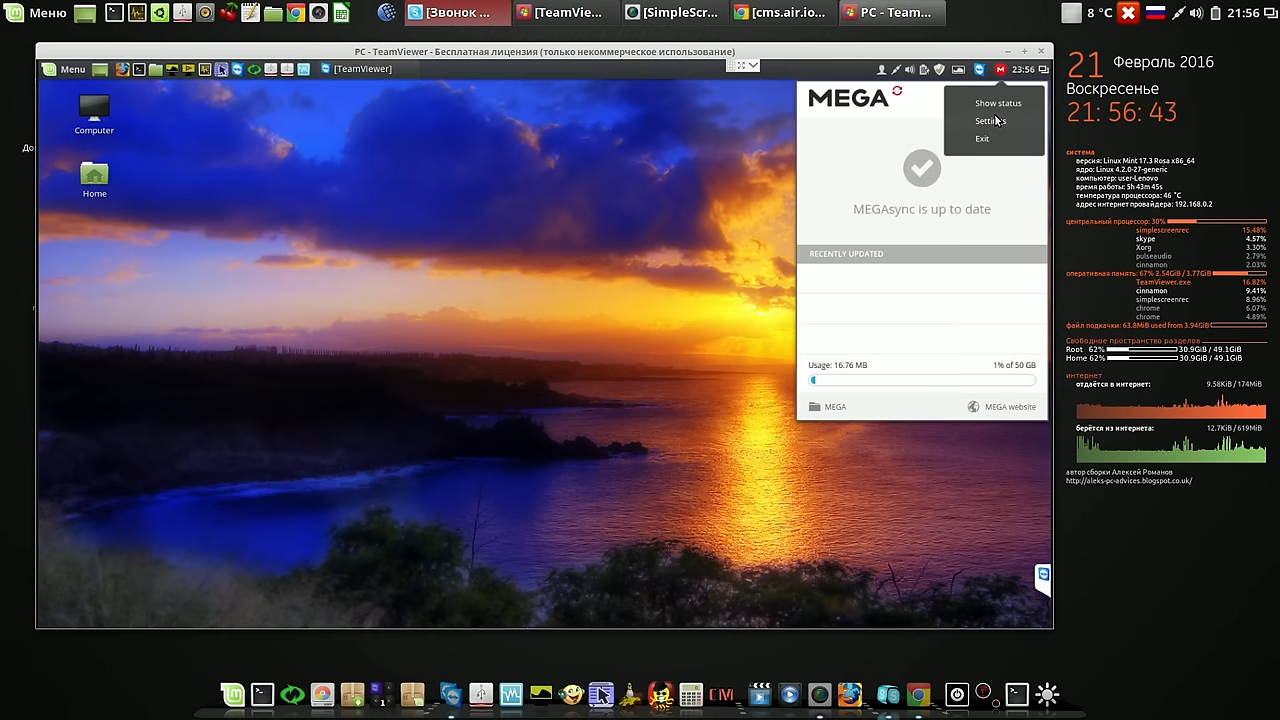 Меню
[Звонок ...
[TeamVie...
[SimpleScr...
[cms.air.io...
PC - Team...
8 °C
21:56
PC - TeamViewer - Бесплатная лицензия (только некоммерческое использование)
Menu
[TeamViewer]
M
23:56
Computer
Home
До
MEGA
Show status
Exit
MEGAsync is up to date
RECENTLY UPDATED
Usage: 16.76 MB
1% of 50 GB
MEGA
MEGA website
21 Февраль 2016
Воскресенье
21: 56: 43
система
версия: Linux Mint 17.3 Rosa x86_64
ядро: Linux 4.2.0-27-generic
компьютер: user-Lenovo
время работы: 5h 43m 45s
температура процессора: 46 °C
адрес интернет провайдера: 192.168.0.2
центральный процессор: 30%
simplescreenrec 15.48%
skype 4.57%
Xorg 3.30%
pulseaudio 2.79%
cinnamon 2.03%
оперативная память: 67% 2.54GiB / 3.77GiB
TeamViewer.exe 16.82%
cinnamon 9.41%
simplescreenrec 8.96%
chrome 6.07%
chrome 4.89%
файл подкачки: 63.8MiB used from 3.94GiB
Свободное пространство разделов
Root 62% 30.9GiB / 49.1GiB
Home 62% 30.9GiB / 49.1GiB
интернет
отдаётся в интернет: 9.58KiB / 174MiB
берётся из интернета: 12.7KiB / 619MiB
автор сборки Алексей Романов
http://aleks-pc-advices.blogspot.co.uk/